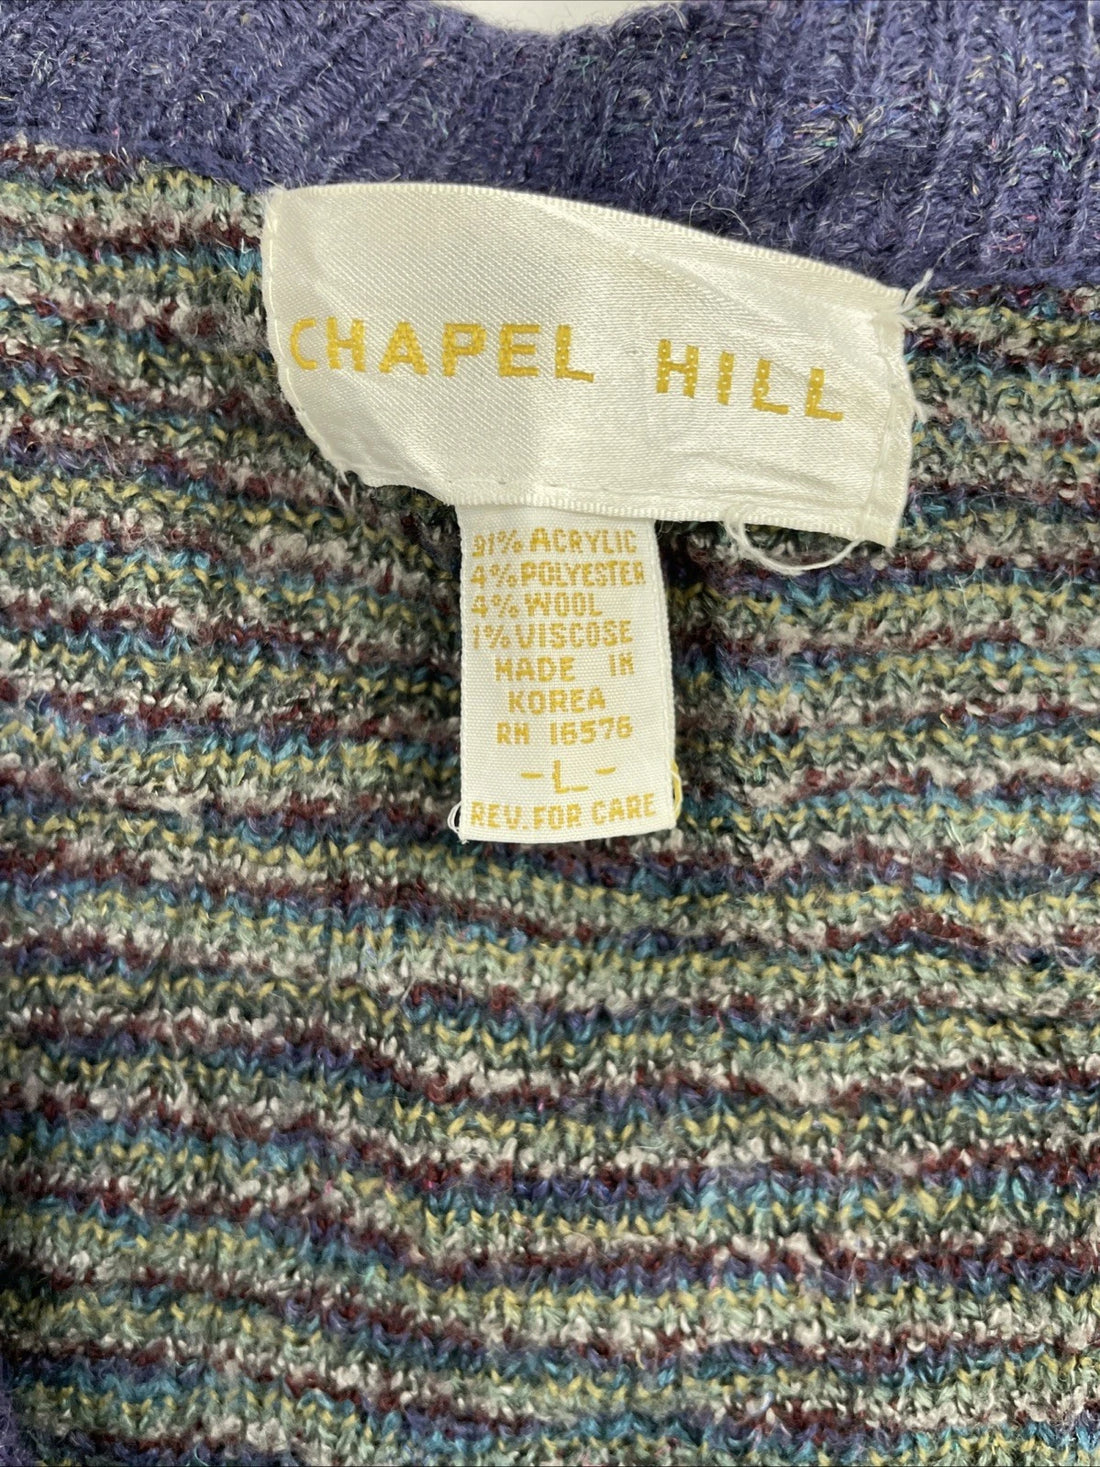 CHAPEL HILL
91% ACRYLIC
4% POLYESTER
4% WOOL
1% VISCOSE
MADE IN
KOREA
RN 16576
-L-
REV. FOR CARE